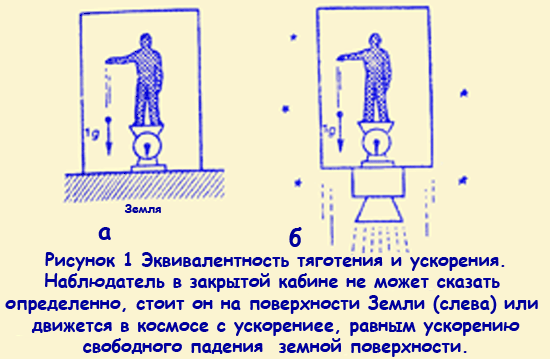 1g
1g
Земля
а
б
Рисунок 1 Эквивалентность тяготения и ускорения.
Наблюдатель в закрытой кабине не может сказать
определенно, стоит он на поверхности Земли (слева) или
движется в космосе с ускорениее, равным ускорению
свободного падения земной поверхности.